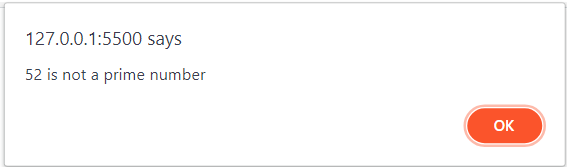 127.0.0.1:5500 says
52 is not a prime number
OK